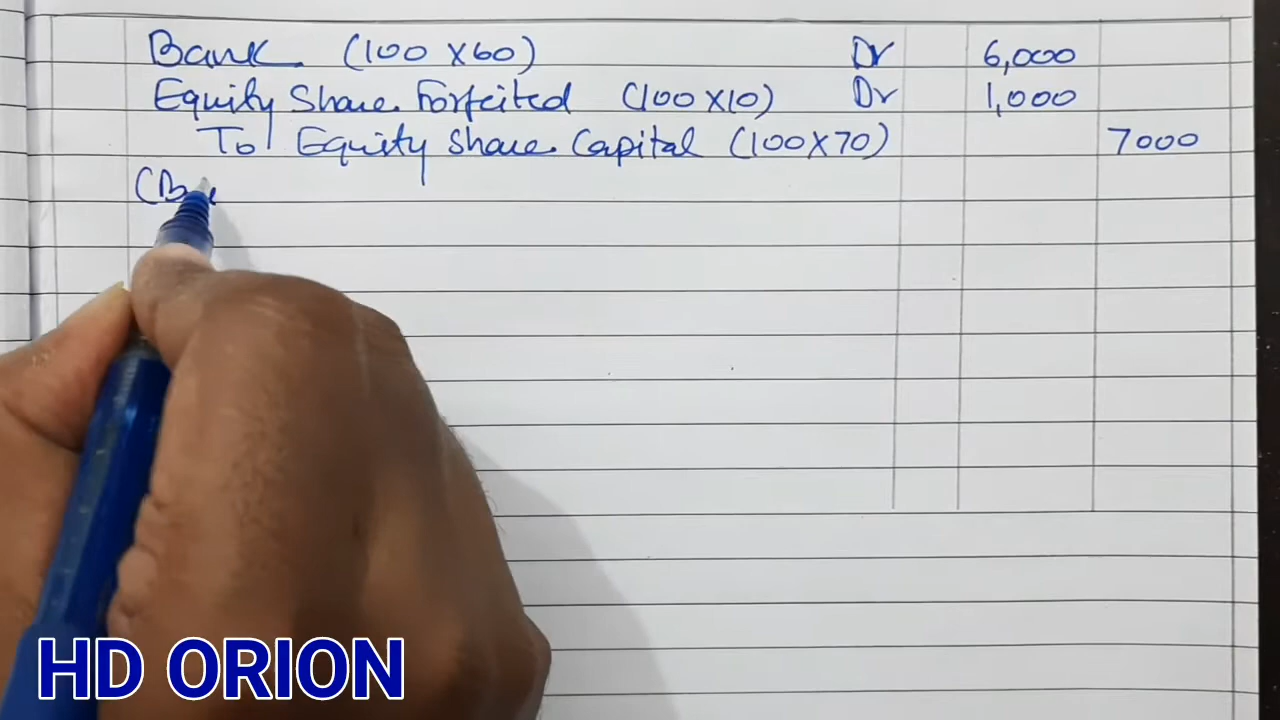 Bank (100 X 60) Dr 6,000
Equity Share Forfeited (100 X 10) Dr 1,000
To Equity Share Capital (100 X 70) 7000
HD ORION